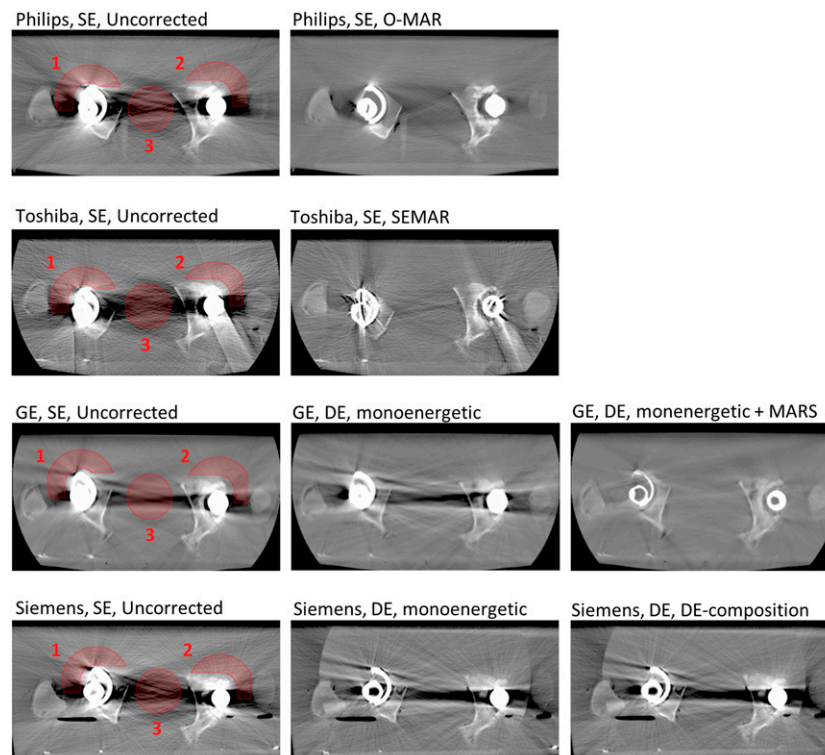 Philips, SE, Uncorrected
Philips, SE, O-MAR
1
2
3
Toshiba, SE, Uncorrected
Toshiba, SE, SEMAR
1
2
3
GE, SE, Uncorrected
GE, DE, monoenergetic
GE, DE, monenergetic + MARS
1
2
3
Siemens, SE, Uncorrected
Siemens, DE, monoenergetic
Siemens, DE, DE-composition
1
2
3